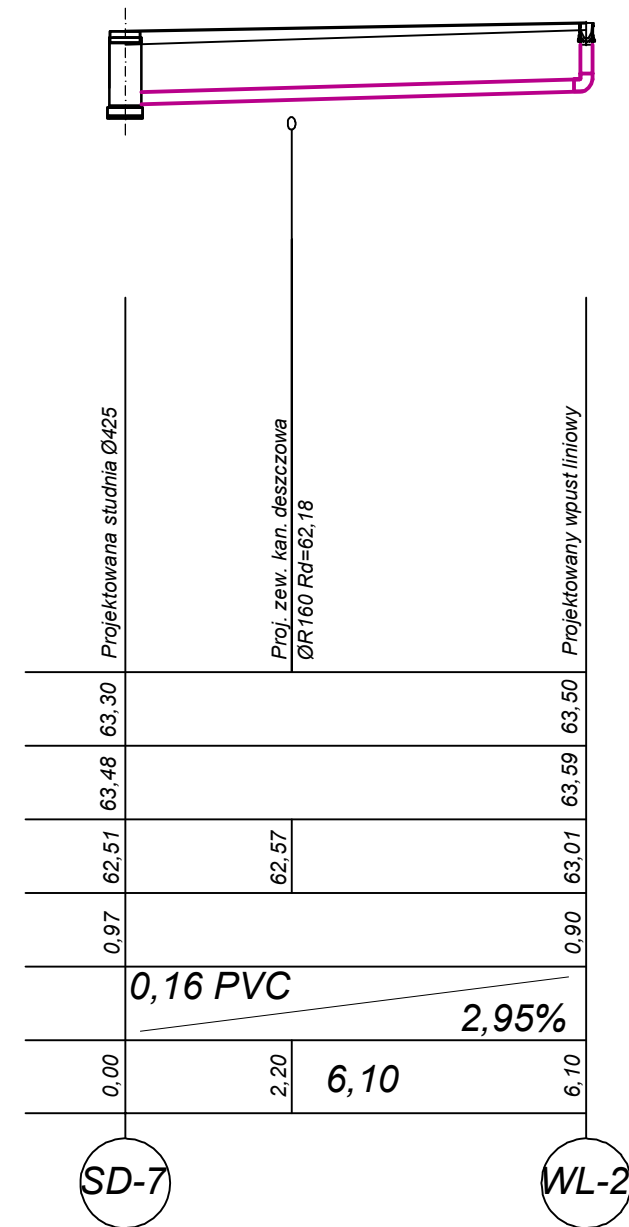 Projektowana studnia Ø425
Proj. zew. kan. deszczowa
ØR160 Rd=62,18
Projektowany wpust liniowy
63,30 63,50
63,48 63,59
62,51 62,57 63,01
0,97 0,90
0,16 PVC
2,95%
0,00 2,20 6,10 6,10
SD-7 WL-2